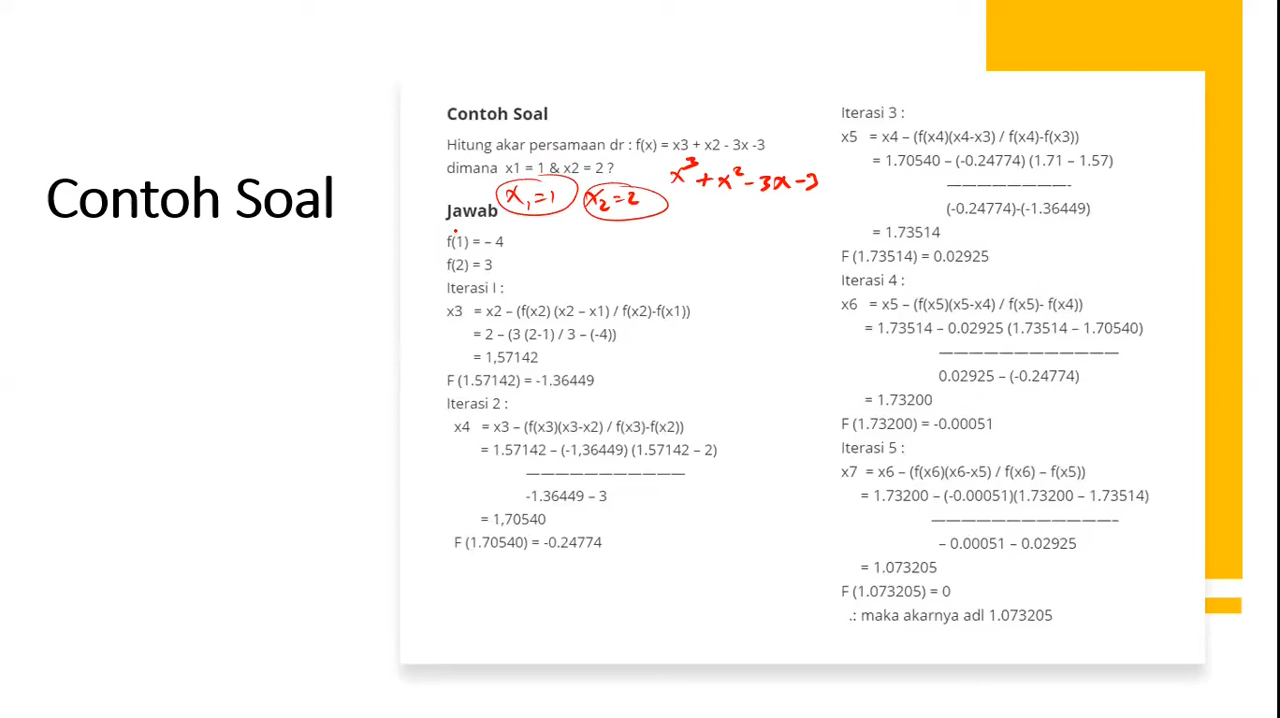 Contoh Soal
Contoh Soal
Hitung akar persamaan dr : f(x) = x3 + x2 - 3x -3
dimana x1 = 1 & x2 = 2 ?
x³ + x² - 3x - 3
x₁ = 1 x₂ = 2
Jawab
f(1) = – 4
f(2) = 3
Iterasi I :
x3 = x2 – (f(x2) (x2 – x1) / f(x2)-f(x1))
= 2 – (3 (2-1) / 3 – (-4))
= 1,57142
F (1.57142) = -1.36449
Iterasi 2 :
x4 = x3 – (f(x3)(x3-x2) / f(x3)-f(x2))
= 1.57142 – (-1,36449) (1.57142 – 2)
———————————
-1.36449 – 3
= 1,70540
F (1.70540) = -0.24774
Iterasi 3 :
x5 = x4 – (f(x4)(x4-x3) / f(x4)-f(x3))
= 1.70540 – (-0.24774) (1.71 – 1.57)
————————-
(-0.24774)-(-1.36449)
= 1.73514
F (1.73514) = 0.02925
Iterasi 4 :
x6 = x5 – (f(x5)(x5-x4) / f(x5)- f(x4))
= 1.73514 – 0.02925 (1.73514 – 1.70540)
————————————
0.02925 – (-0.24774)
= 1.73200
F (1.73200) = -0.00051
Iterasi 5 :
x7 = x6 – (f(x6)(x6-x5) / f(x6) – f(x5))
= 1.73200 – (-0.00051)(1.73200 – 1.73514)
————————————–
– 0.00051 – 0.02925
= 1.073205
F (1.073205) = 0
.: maka akarnya adl 1.073205